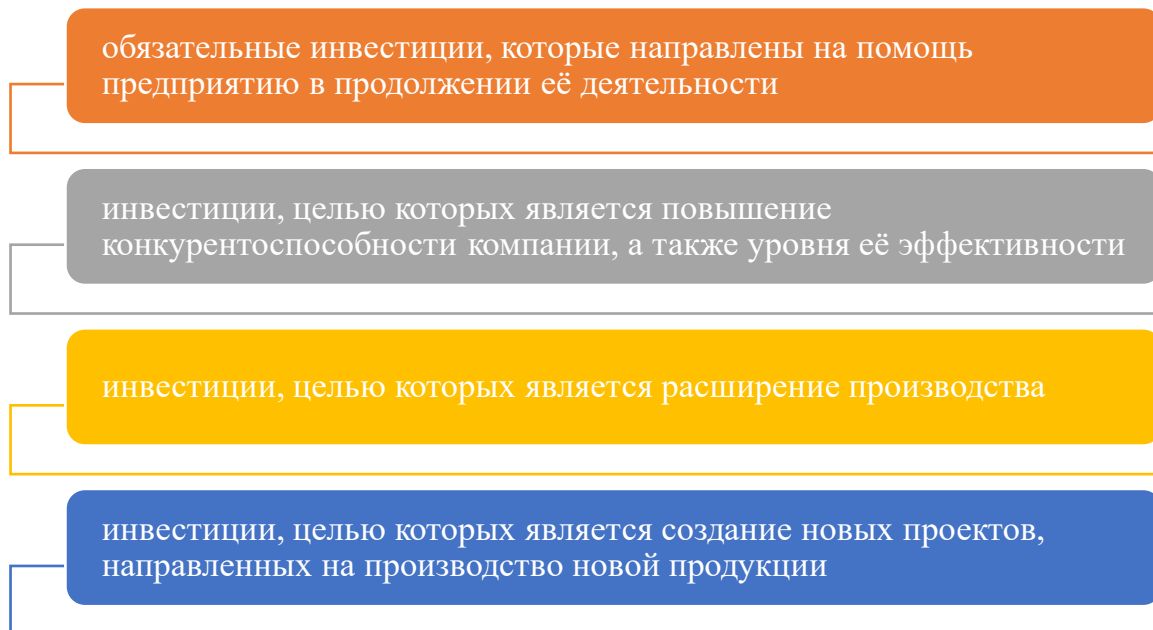 обязательные инвестиции, которые направлены на помощь
предприятию в продолжении её деятельности
инвестиции, целью которых является повышение
конкурентоспособности компании, а также уровня её эффективности
инвестиции, целью которых является расширение производства
инвестиции, целью которых является создание новых проектов,
направленных на производство новой продукции